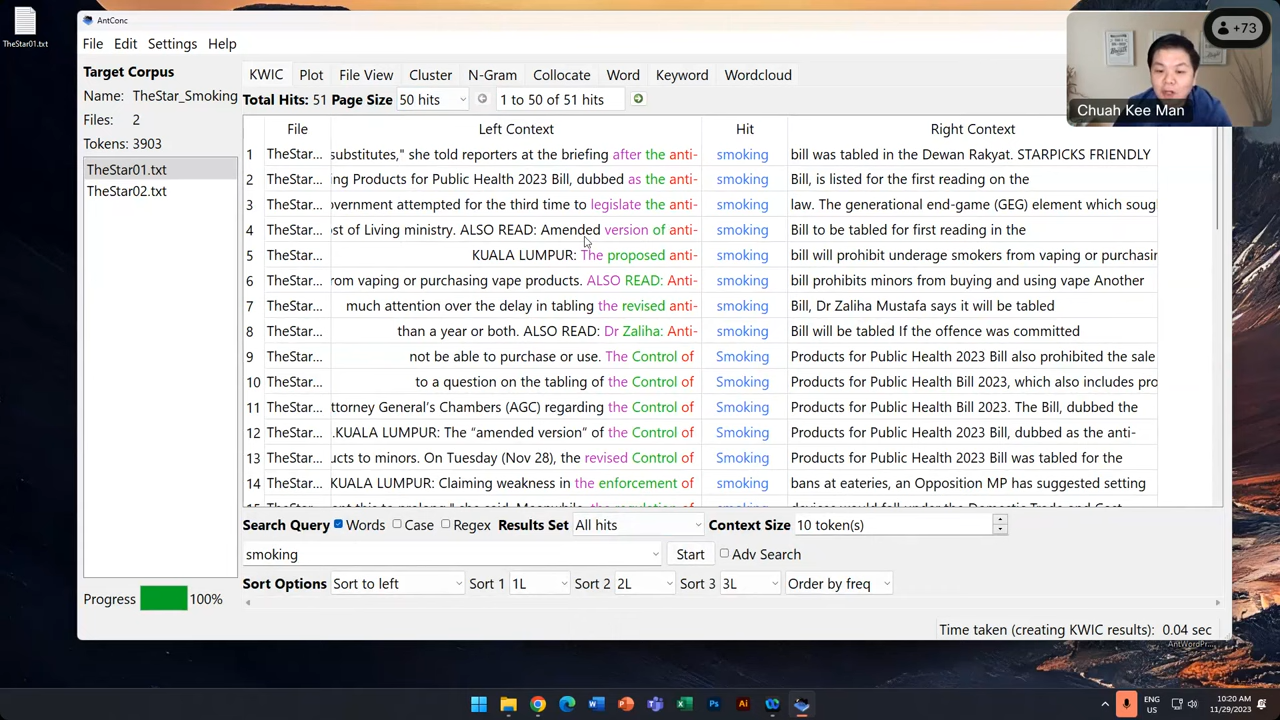 TheStar01.txt
AntConc
+73
Chuah Kee Man
File Edit Settings Help
Target Corpus
Name: TheStar_Smoking
Files: 2
Tokens: 3903
TheStar01.txt
TheStar02.txt
Progress 100%
KWIC Plot File View Cluster N-Gram Collocate Word Keyword Wordcloud
Total Hits: 51 Page Size 50 hits 1 to 50 of 51 hits
File Left Context Hit Right Context
1 TheStar... substitutes," she told reporters at the briefing after the anti- smoking bill was tabled in the Dewan Rakyat. STARPICKS FRIENDLY
2 TheStar... ing Products for Public Health 2023 Bill, dubbed as the anti- smoking Bill, is listed for the first reading on the
3 TheStar... overnment attempted for the third time to legislate the anti- smoking law. The generational end-game (GEG) element which soug
4 TheStar... ost of Living ministry. ALSO READ: Amended version of anti- smoking Bill to be tabled for first reading in the
5 TheStar... KUALA LUMPUR: The proposed anti- smoking bill will prohibit underage smokers from vaping or purchasin
6 TheStar... rom vaping or purchasing vape products. ALSO READ: Anti- smoking bill prohibits minors from buying and using vape Another
7 TheStar... much attention over the delay in tabling the revised anti- smoking Bill, Dr Zaliha Mustafa says it will be tabled
8 TheStar... than a year or both. ALSO READ: Dr Zaliha: Anti- smoking Bill will be tabled If the offence was committed
9 TheStar... not be able to purchase or use. The Control of Smoking Products for Public Health 2023 Bill also prohibited the sale
10 TheStar... to a question on the tabling of the Control of Smoking Products for Public Health Bill 2023, which also includes pro
11 TheStar... ttorney General's Chambers (AGC) regarding the Control of Smoking Products for Public Health Bill 2023. The Bill, dubbed the
12 TheStar... .KUALA LUMPUR: The “amended version” of the Control of Smoking Products for Public Health 2023 Bill, dubbed as the anti-
13 TheStar... ucts to minors. On Tuesday (Nov 28), the revised Control of Smoking Products for Public Health 2023 Bill was tabled for the
14 TheStar... KUALA LUMPUR: Claiming weakness in the enforcement of Smoking bans at eateries, an Opposition MP has suggested setting
Search Query Words Case Regex Results Set All hits Context Size 10 token(s)
smoking Start Adv Search
Sort Options Sort to left Sort 1 1L Sort 2 2L Sort 3 3L Order by freq
Time taken (creating KWIC results): 0.04 sec
ENG
US
10:20 AM
11/29/2023